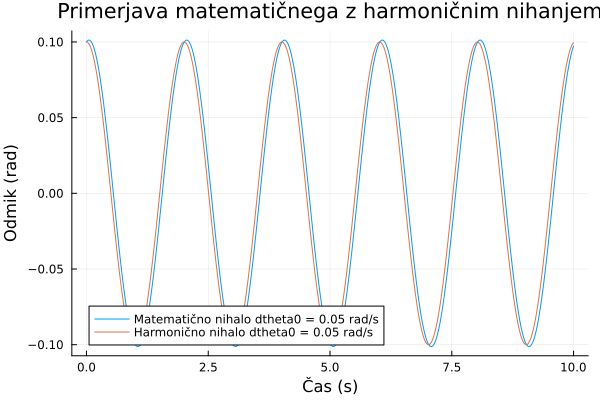 Primerjava matematičnega z harmoničnim nihanjem
0.10
0.05
0.00
−0.05
−0.10
Odmik (rad)
Matematično nihalo dtheta0 = 0.05 rad/s
Harmonično nihalo dtheta0 = 0.05 rad/s
0.0
2.5
5.0
7.5
10.0
Čas (s)